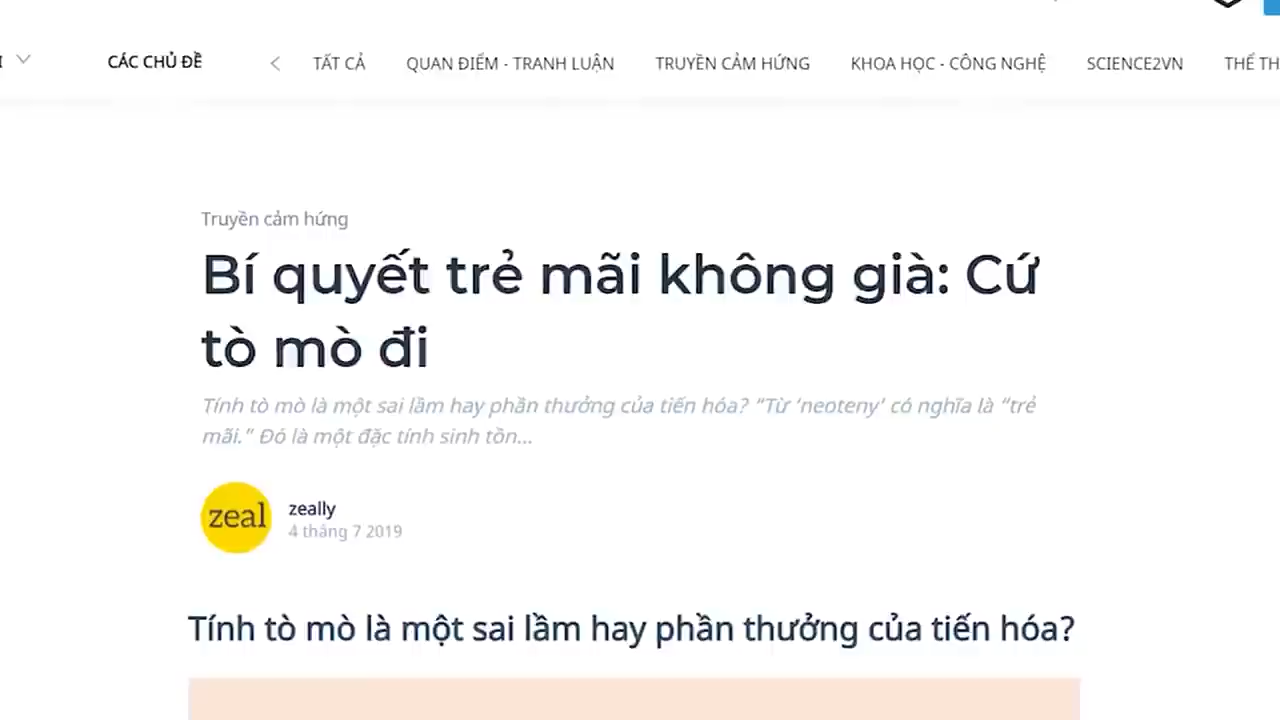 CÁC CHỦ ĐỀ
TẤT CẢ
QUAN ĐIỂM - TRANH LUẬN
TRUYỀN CẢM HỨNG
KHOA HỌC - CÔNG NGHỆ
SCIENCE2VN
Truyền cảm hứng
Bí quyết trẻ mãi không già: Cứ
tò mò đi
Tính tò mò là một sai lầm hay phần thưởng của tiến hóa? “Từ ‘neoteny’ có nghĩa là “trẻ
mãi.” Đó là một đặc tính sinh tồn...
zeal
zeally
4 tháng 7 2019
Tính tò mò là một sai lầm hay phần thưởng của tiến hóa?